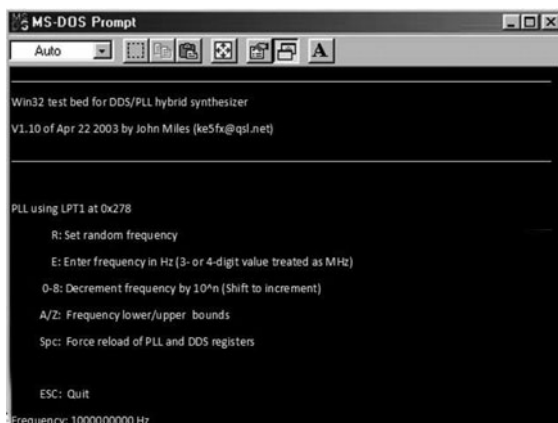 MS-DOS Prompt
Auto
A
Win32 test bed for DDS/PLL hybrid synthesizer
V1.10 of Apr 22 2003 by John Miles (ke5fx@qsl.net)
PLL using LPT1 at 0x278
R: Set random frequency
E: Enter frequency in Hz (3- or 4-digit value treated as MHz)
0-8: Decrement frequency by 10^n (Shift to increment)
A/Z: Frequency lower/upper bounds
Spc: Force reload of PLL and DDS registers
ESC: Quit
Frequency: 1000000000 Hz